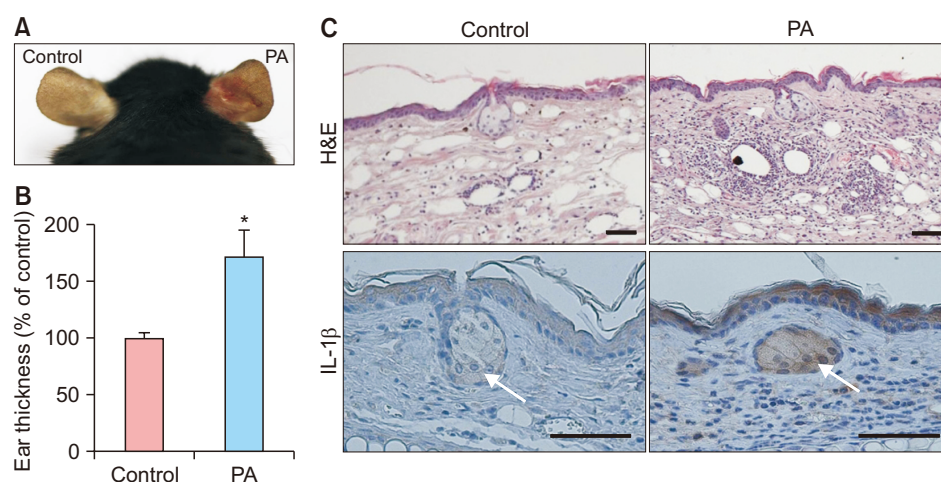 A
Control
PA
B
Ear thickness (% of control)
200
150
100
50
0
*
Control
PA
C
Control
PA
H&E
IL-1β